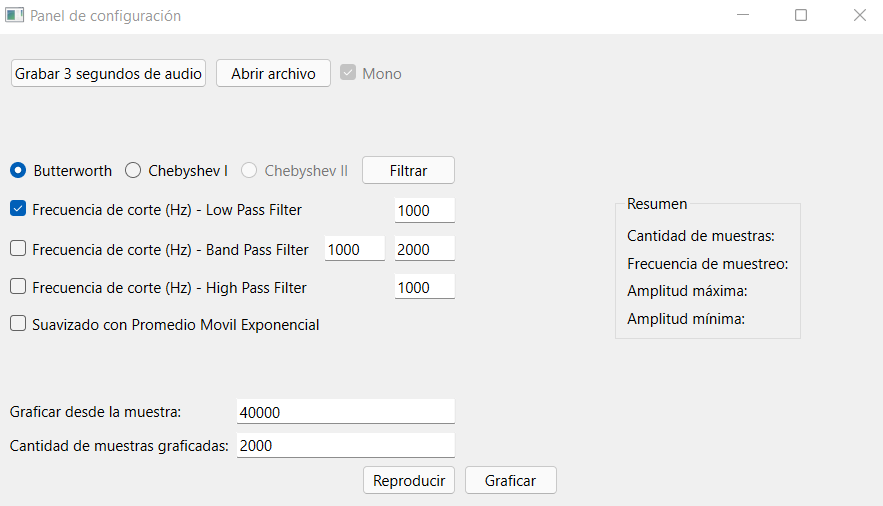 Panel de configuración
Grabar 3 segundos de audio Abrir archivo Mono
Butterworth Chebyshev I Chebyshev II Filtrar
Frecuencia de corte (Hz) - Low Pass Filter 1000
Frecuencia de corte (Hz) - Band Pass Filter 1000 2000
Frecuencia de corte (Hz) - High Pass Filter 1000
Suavizado con Promedio Movil Exponencial
Resumen
Cantidad de muestras:
Frecuencia de muestreo:
Amplitud máxima:
Amplitud mínima:
Graficar desde la muestra: 40000
Cantidad de muestras graficadas: 2000
Reproducir Graficar